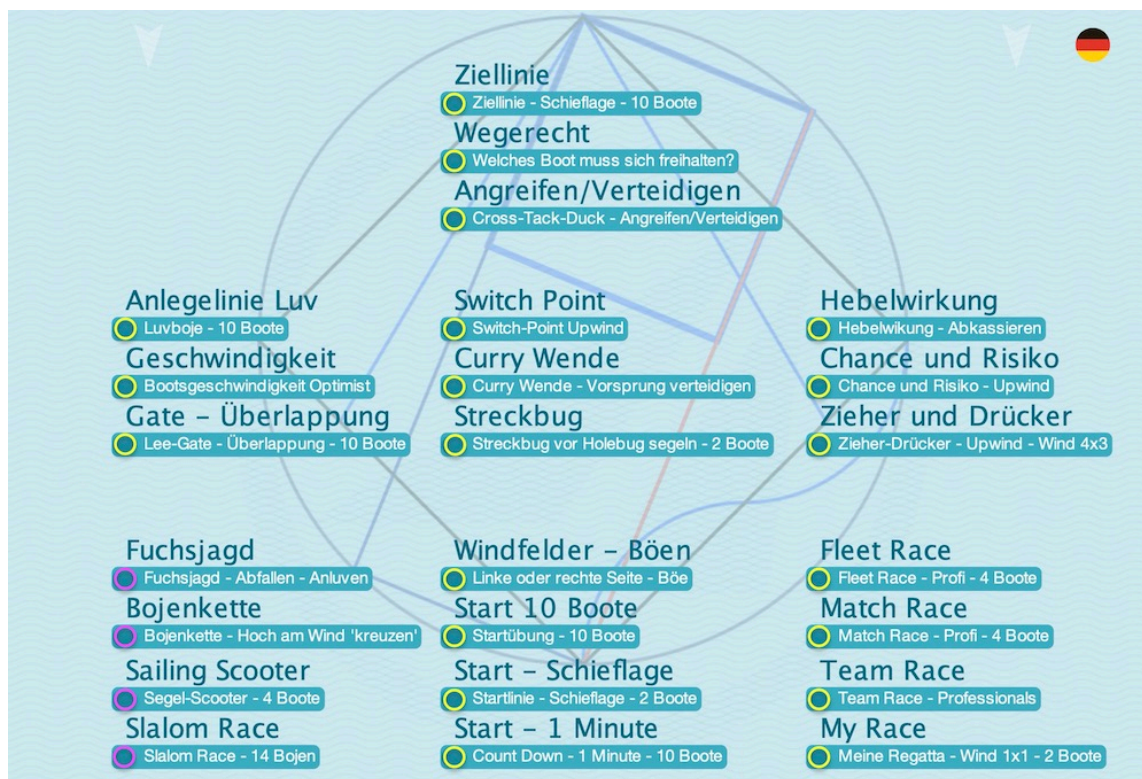 Ziellinie
Ziellinie - Schieflage - 10 Boote
Wegerecht
Welches Boot muss sich freihalten?
Angreifen/Verteidigen
Cross-Tack-Duck - Angreifen/Verteidigen
Anlegelinie Luv
Luvboje - 10 Boote
Geschwindigkeit
Bootsgeschwindigkeit Optimist
Gate – Überlappung
Lee-Gate - Überlappung - 10 Boote
Switch Point
Switch-Point Upwind
Curry Wende
Curry Wende - Vorsprung verteidigen
Streckbug
Streckbug vor Holebug segeln - 2 Boote
Hebelwirkung
Hebelwikung - Abkassieren
Chance und Risiko
Chance und Risiko - Upwind
Zieher und Drücker
Zieher-Drücker - Upwind - Wind 4x3
Fuchsjagd
Fuchsjagd - Abfallen - Anluven
Bojenkette
Bojenkette - Hoch am Wind 'kreuzen'
Sailing Scooter
Segel-Scooter - 4 Boote
Slalom Race
Slalom Race - 14 Bojen
Windfelder – Böen
Linke oder rechte Seite - Böe
Start 10 Boote
Startübung - 10 Boote
Start – Schieflage
Startlinie - Schieflage - 2 Boote
Start – 1 Minute
Count Down - 1 Minute - 10 Boote
Fleet Race
Fleet Race - Profi - 4 Boote
Match Race
Match Race - Profi - 4 Boote
Team Race
Team Race - Professionals
My Race
Meine Regatta - Wind 1x1 - 2 Boote